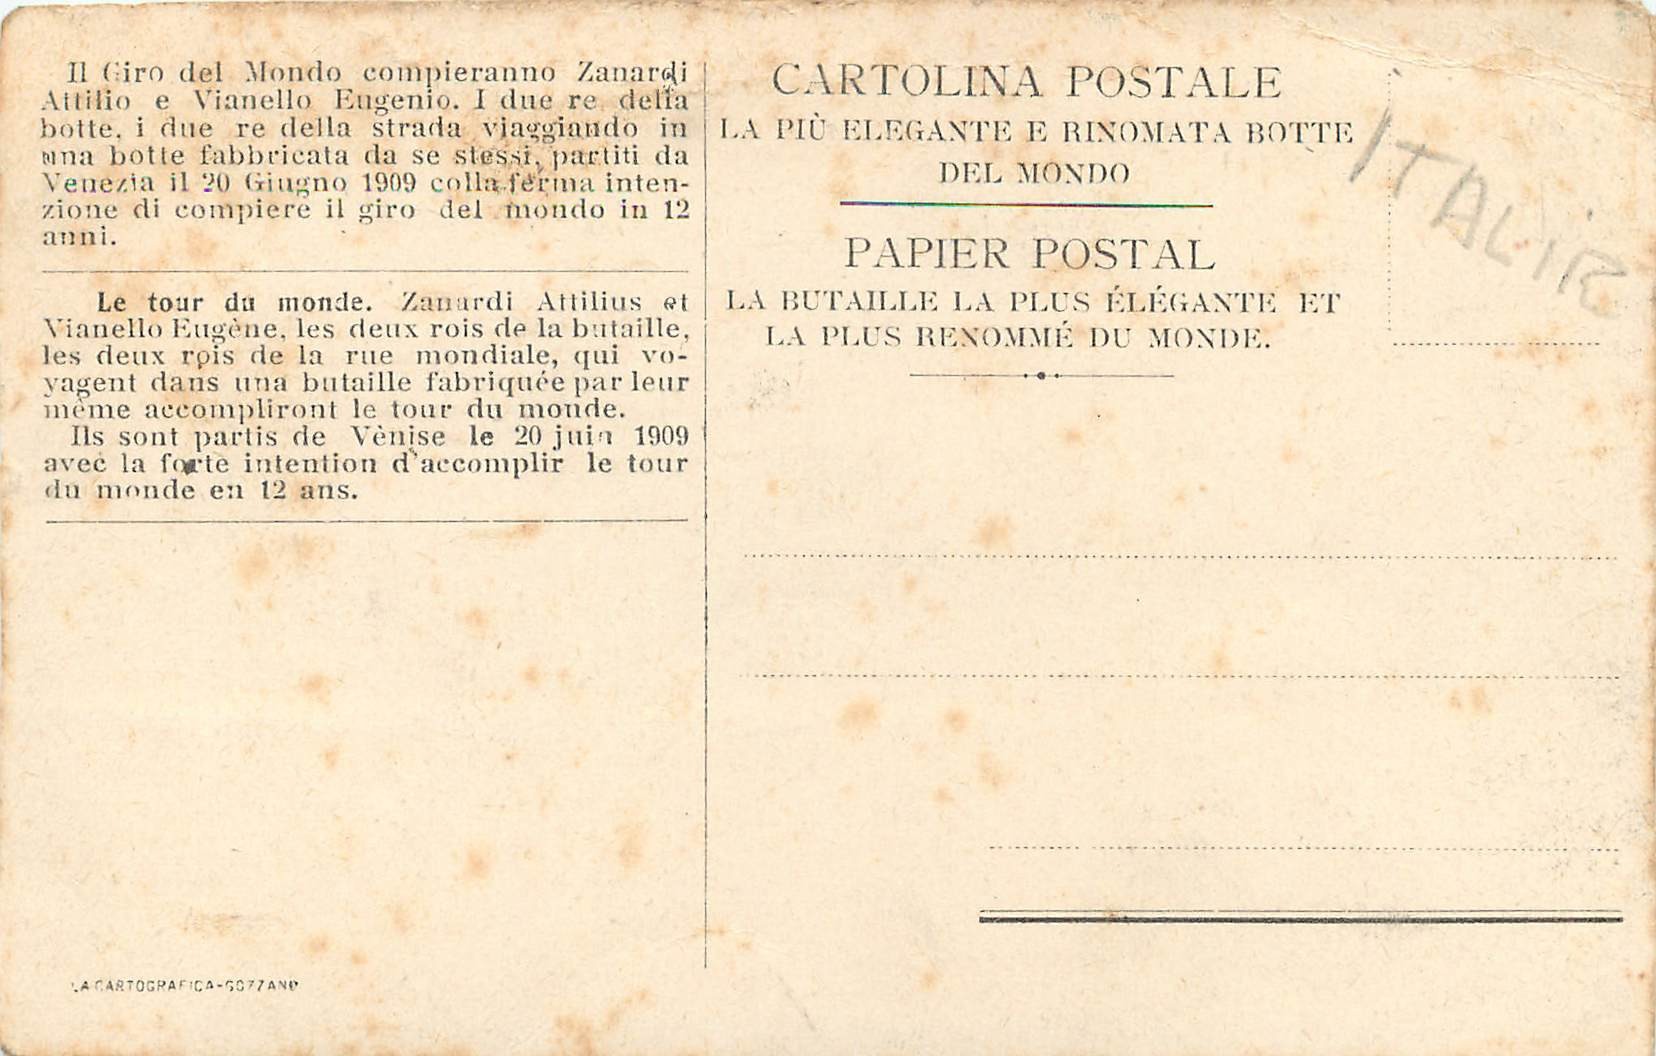 Il Giro del Mondo compieranno Zanardi
Attilio e Vianello Eugenio. I due re della
botte, i due re della strada viaggiando in
una botte fabbricata da se stessi, partiti da
Venezia il 20 Giugno 1909 colla ferma inten-
zione di compiere il giro del mondo in 12
anni.
Le tour du monde. Zanardi Attilius et
Vianello Eugène, les deux rois de la butaille,
les deux rois de la rue mondiale, qui vo-
yagent dans una butaille fabriquée par leur
même accompliront le tour du monde.
Ils sont partis de Vènise le 20 juin 1909
avec la forte intention d'accomplir le tour
du monde en 12 ans.
LA CARTOGRAFICA-GOZZANO
CARTOLINA POSTALE
LA PIÙ ELEGANTE E RINOMATA BOTTE
DEL MONDO
PAPIER POSTAL
LA BUTAILLE LA PLUS ÉLÉGANTE ET
LA PLUS RENOMMÉ DU MONDE.
ITALIE